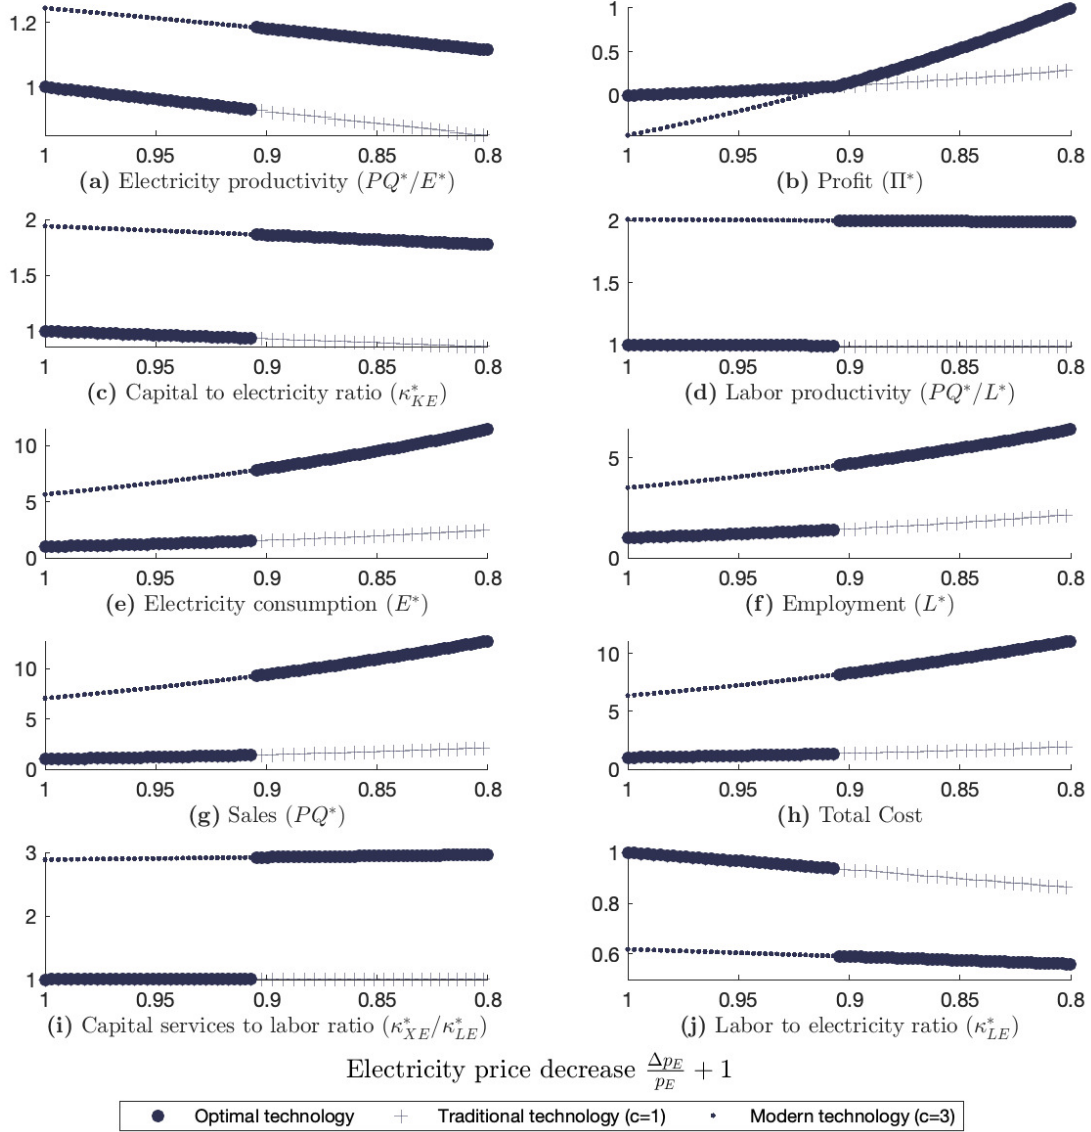 1.2
1
1 0.95 0.9 0.85 0.8
(a) Electricity productivity (PQ*/E*)
1
0.5
0
1 0.95 0.9 0.85 0.8
(b) Profit (Π*)
2
1.5
1
1 0.95 0.9 0.85 0.8
(c) Capital to electricity ratio (κ*_{KE})
2
1.5
1
1 0.95 0.9 0.85 0.8
(d) Labor productivity (PQ*/L*)
10
5
0
1 0.95 0.9 0.85 0.8
(e) Electricity consumption (E*)
5
0
1 0.95 0.9 0.85 0.8
(f) Employment (L*)
10
5
0
1 0.95 0.9 0.85 0.8
(g) Sales (PQ*)
10
5
0
1 0.95 0.9 0.85 0.8
(h) Total Cost
3
2
1
1 0.95 0.9 0.85 0.8
(i) Capital services to labor ratio (κ*_{XE}/κ*_{LE})
1
0.8
0.6
1 0.95 0.9 0.85 0.8
(j) Labor to electricity ratio (κ*_{LE})
Electricity price decrease \frac{Δp_E}{p_E} + 1
Optimal technology Traditional technology (c=1) Modern technology (c=3)